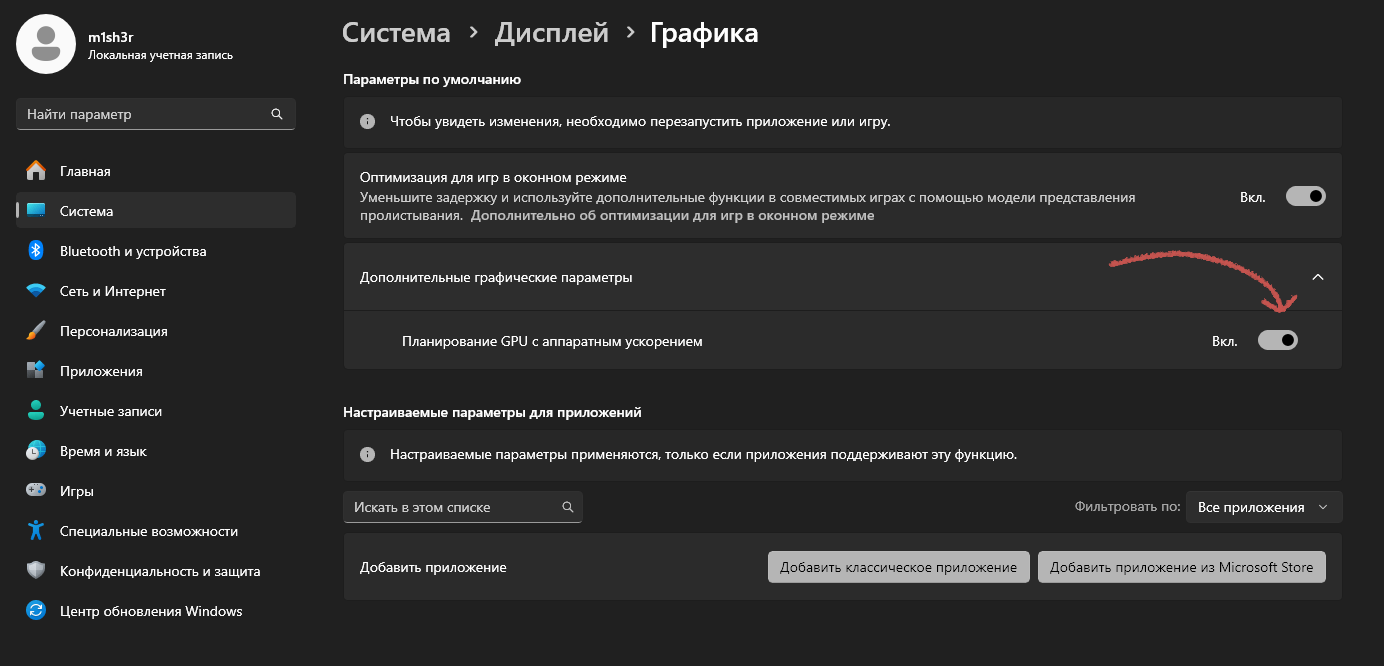 m1sh3r
Локальная учетная запись
Найти параметр
Главная
Система
Bluetooth и устройства
Сеть и Интернет
Персонализация
Приложения
Учетные записи
Время и язык
Игры
Специальные возможности
Конфиденциальность и защита
Центр обновления Windows
Система > Дисплей > Графика
Параметры по умолчанию
Чтобы увидеть изменения, необходимо перезапустить приложение или игру.
Оптимизация для игр в оконном режиме
Уменьшите задержку и используйте дополнительные функции в совместимых играх с помощью модели представления
пролистывания. Дополнительно об оптимизации для игр в оконном режиме
Вкл.
Дополнительные графические параметры
Планирование GPU с аппаратным ускорением
Вкл.
Настраиваемые параметры для приложений
Настраиваемые параметры применяются, только если приложения поддерживают эту функцию.
Искать в этом списке
Фильтровать по: Все приложения
Добавить приложение
Добавить классическое приложение
Добавить приложение из Microsoft Store